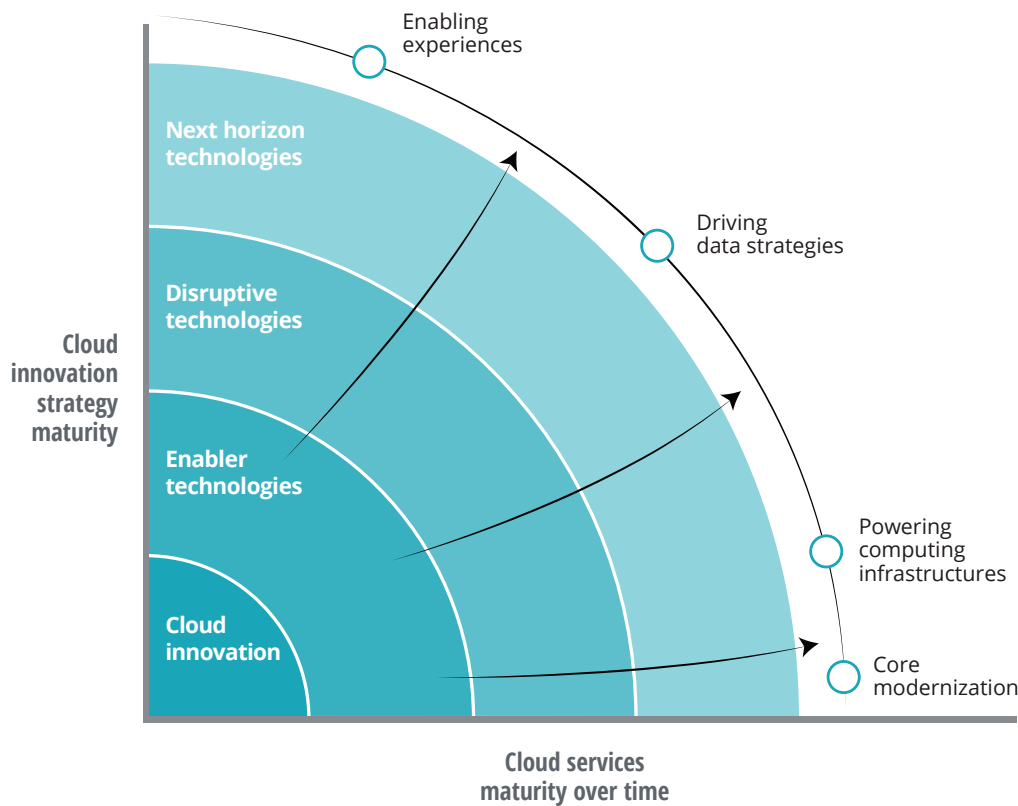 Enabling
experiences
Next horizon
technologies
Driving
data strategies
Disruptive
technologies
Cloud
innovation
strategy
maturity
Enabler
technologies
Powering
computing
infrastructures
Cloud
innovation
Core
modernization
Cloud services
maturity over time